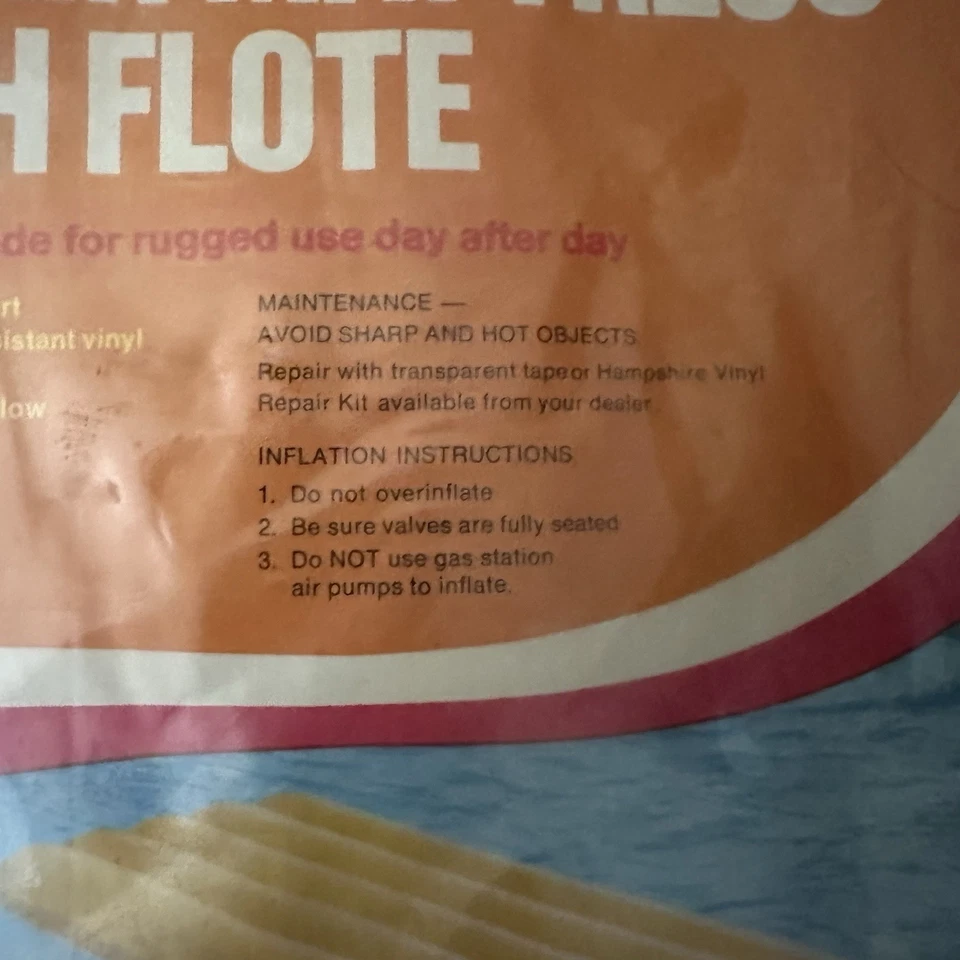 H FLOTE
de for rugged use day after day
rt
istant vinyl
low
MAINTENANCE —
AVOID SHARP AND HOT OBJECTS
Repair with transparent tape or Hampshire Vinyl
Repair Kit available from your dealer
INFLATION INSTRUCTIONS
1. Do not overinflate
2. Be sure valves are fully seated
3. Do NOT use gas station
air pumps to inflate.